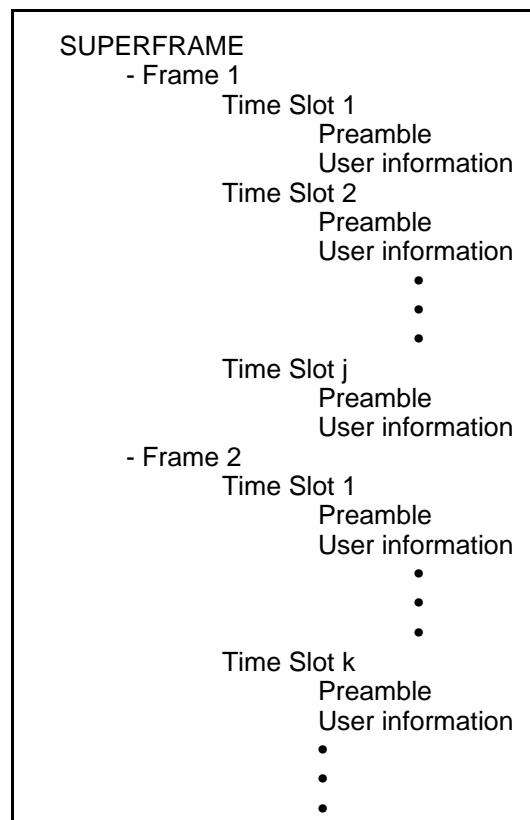 SUPERFRAME
- Frame 1
Time Slot 1
Preamble
User information
Time Slot 2
Preamble
User information
•
•
•
Time Slot j
Preamble
User information
- Frame 2
Time Slot 1
Preamble
User information
•
•
•
Time Slot k
Preamble
User information
•
•
•